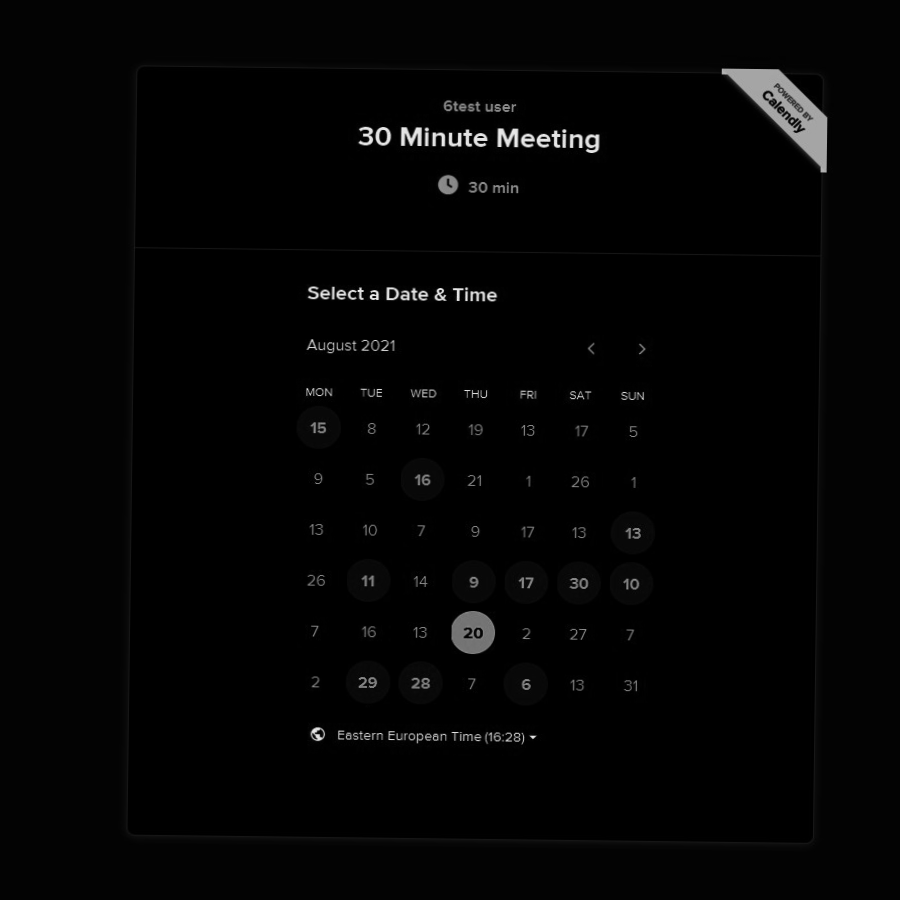 POWERED BY
Calendly
6test user
30 Minute Meeting
30 min
Select a Date & Time
August 2021
MON TUE WED THU FRI SAT SUN
15 8 12 19 13 17 5
9 5 16 21 1 26 1
13 10 7 9 17 13 13
26 11 14 9 17 30 10
7 16 13 20 2 27 7
2 29 28 7 6 13 31
Eastern European Time (16:28)